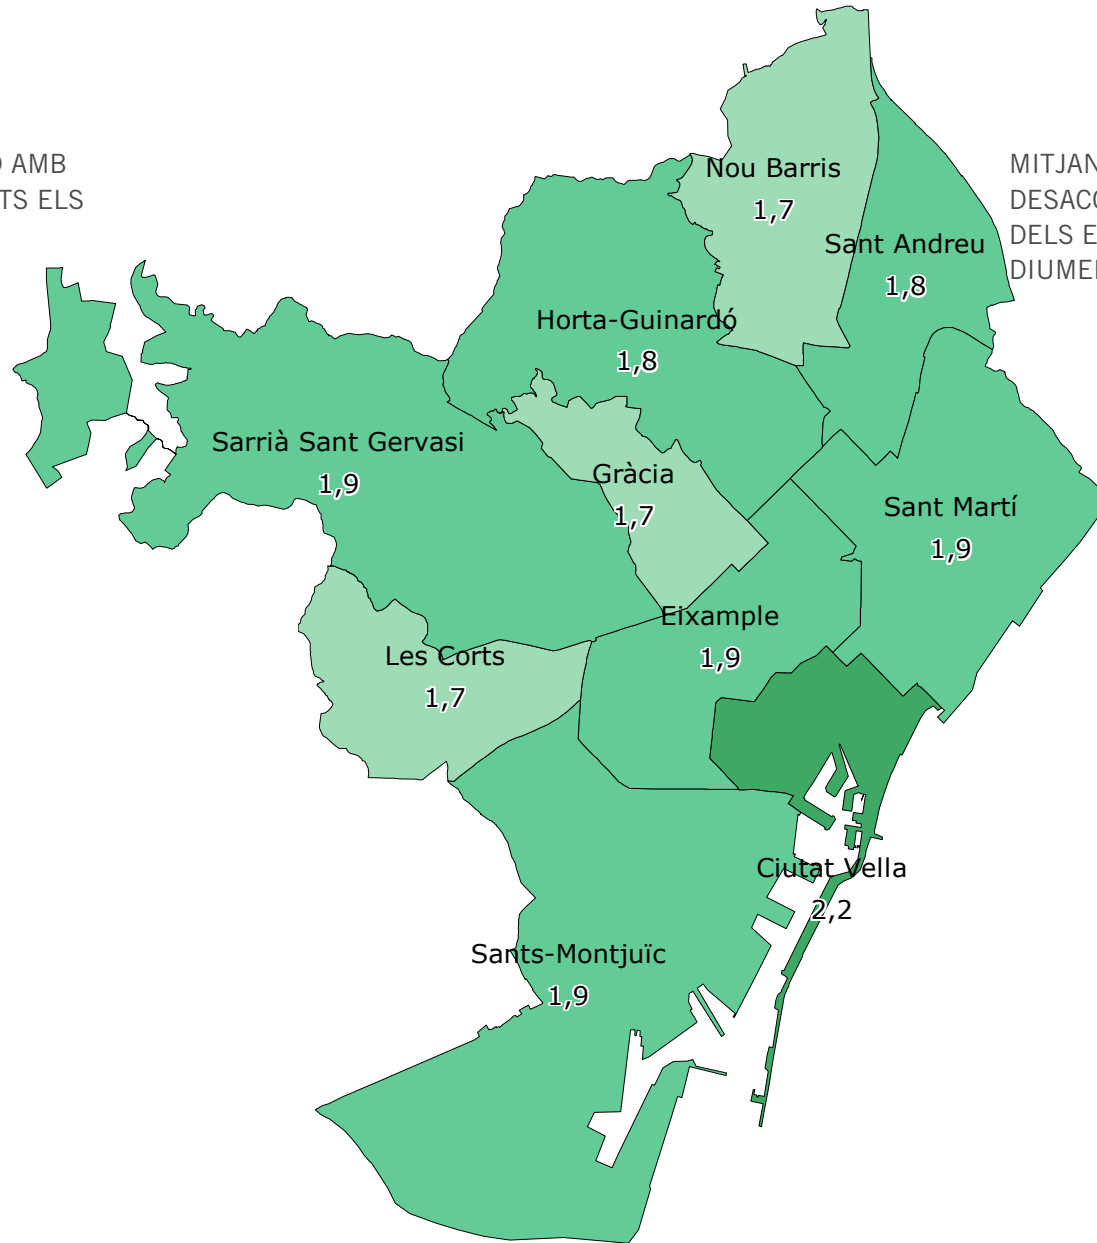 AMB
TS ELS
MITJAN
DESACO
DELS E
DIUME
Nou Barris
1,7
Sant Andreu
1,8
Horta-Guinardó
1,8
Sarrià Sant Gervasi
1,9
Gràcia
1,7
Sant Martí
1,9
Eixample
1,9
Les Corts
1,7
Ciutat Vella
2,2
Sants-Montjuïc
1,9